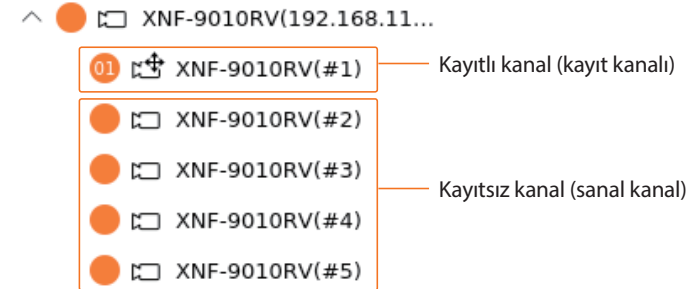 XNF-9010RV(192.168.11...
01 XNF-9010RV(#1) Kayıtlı kanal (kayıt kanalı)
XNF-9010RV(#2)
XNF-9010RV(#3)
Kayıtsız kanal (sanal kanal)
XNF-9010RV(#4)
XNF-9010RV(#5)